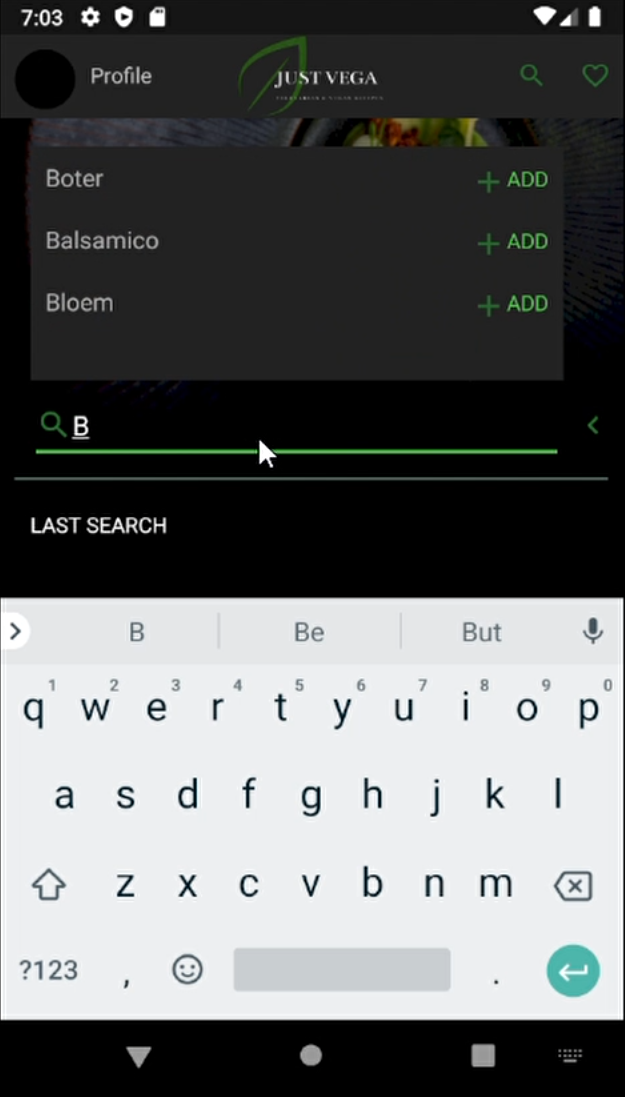 7:03
Profile
JUST VEGA
Boter
+ ADD
Balsamico
+ ADD
Bloem
+ ADD
B
LAST SEARCH
B Be But
1 2 3 4 5 6 7 8 9 0
q w e r t y u i o p
a s d f g h j k l
z x c v b n m
?123 , .